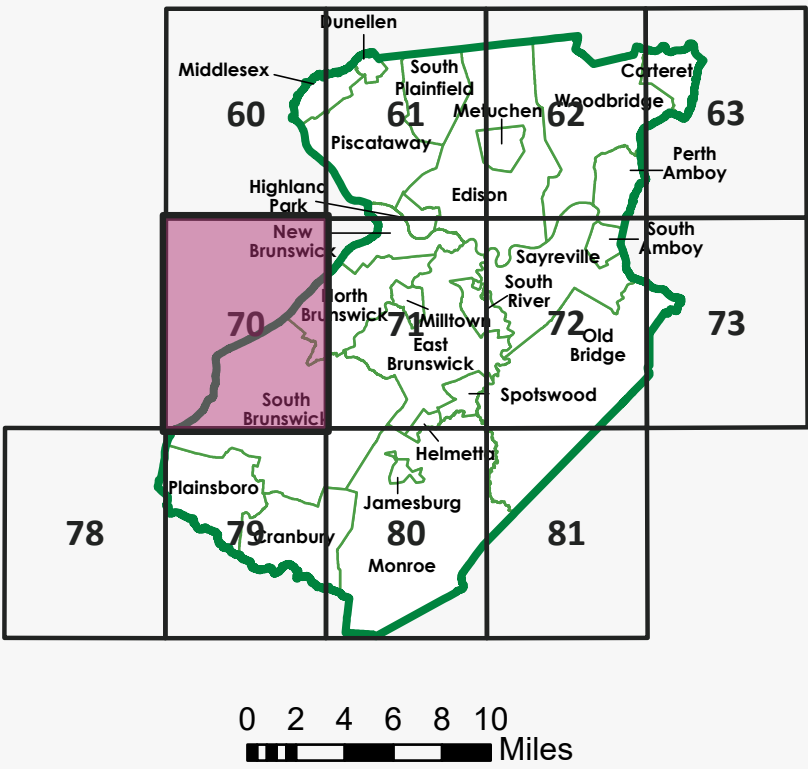 Dunellen
Middlesex
South
Plainfield
Carteret
Metuchen
Woodbridge
60
61
62
63
Piscataway
Perth
Amboy
Highland
Park
Edison
New
Brunswick
South
Amboy
Sayreville
North
Brunswick
South
River
70
71
Milltown
72
73
Old
Bridge
East
Brunswick
South
Brunswick
Spotswood
Helmetta
Plainsboro
Jamesburg
78
79
Cranbury
80
81
Monroe
0 2 4 6 8 10
Miles